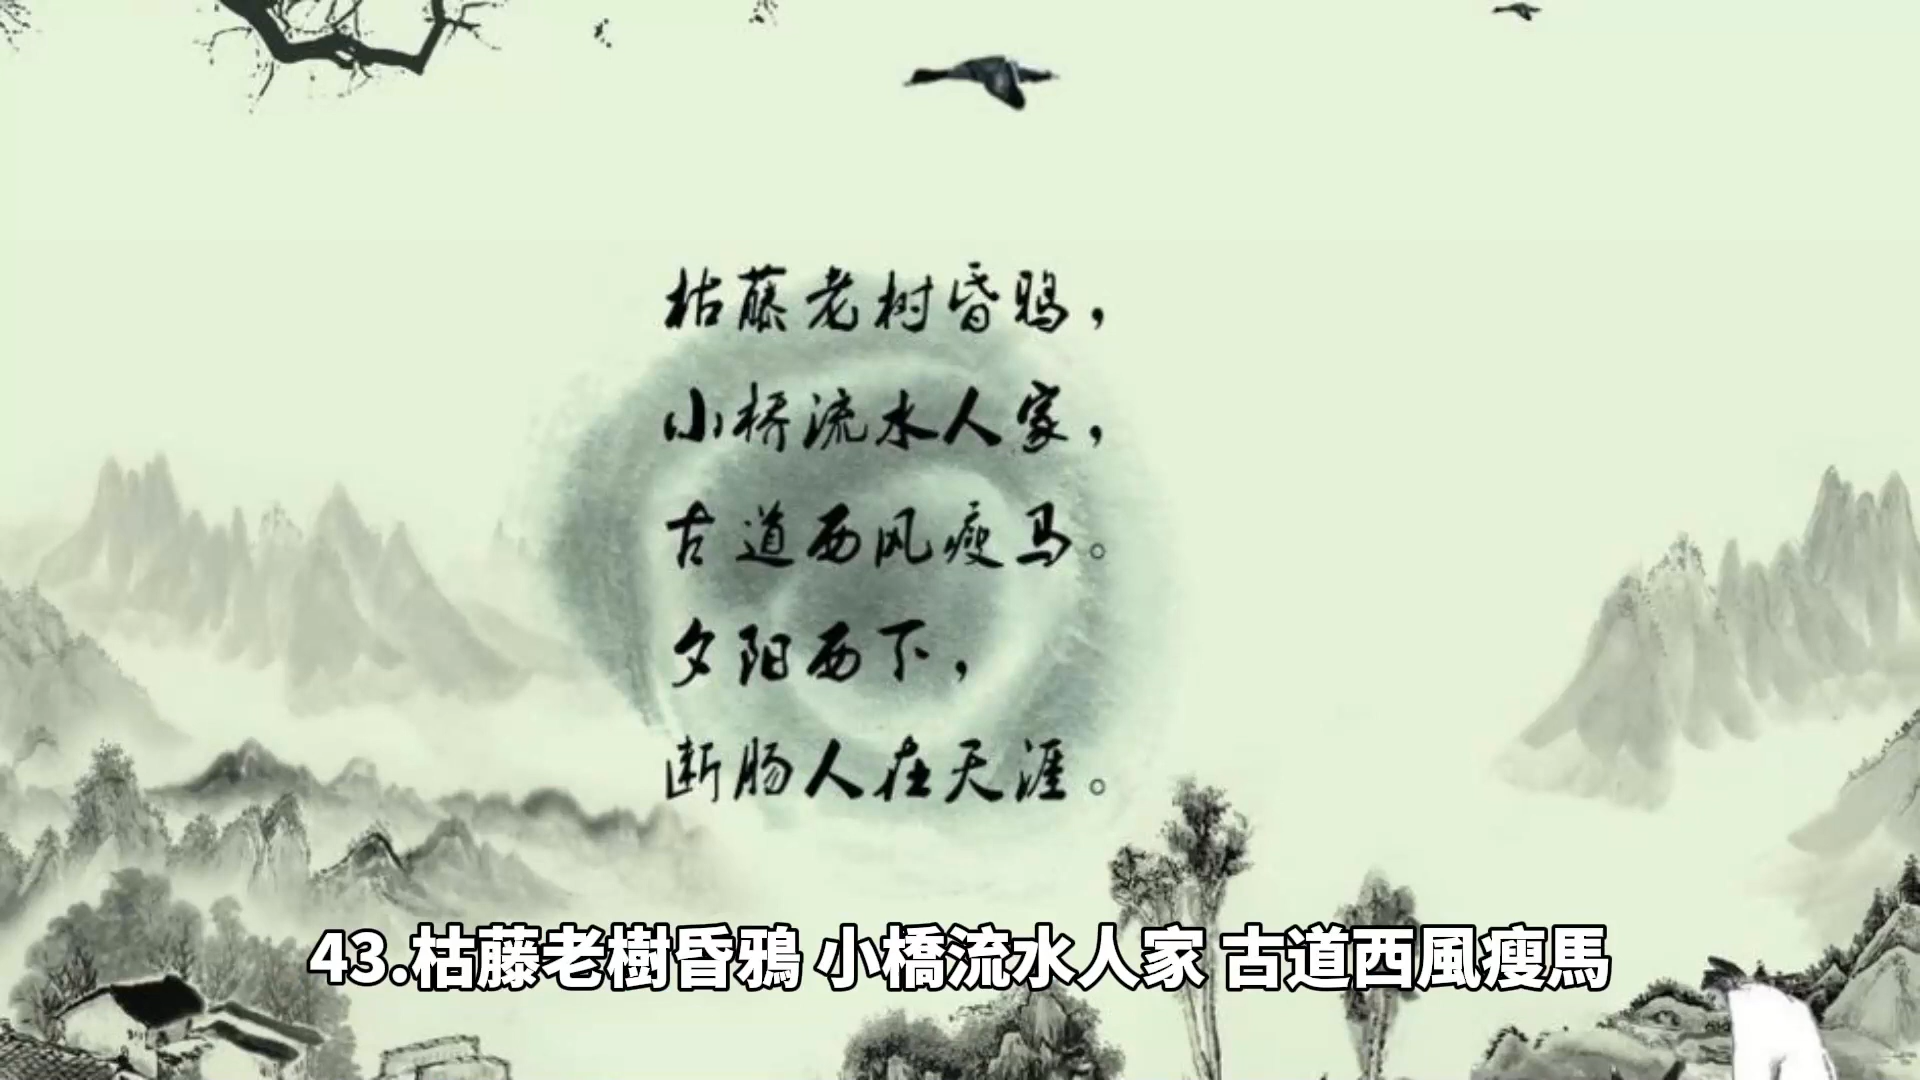 枯藤老树昏鸦，
小桥流水人家，
古道西风瘦马。
夕阳西下，
断肠人在天涯。
43.枯藤老樹昏鴉 小橋流水人家 古道西風瘦馬